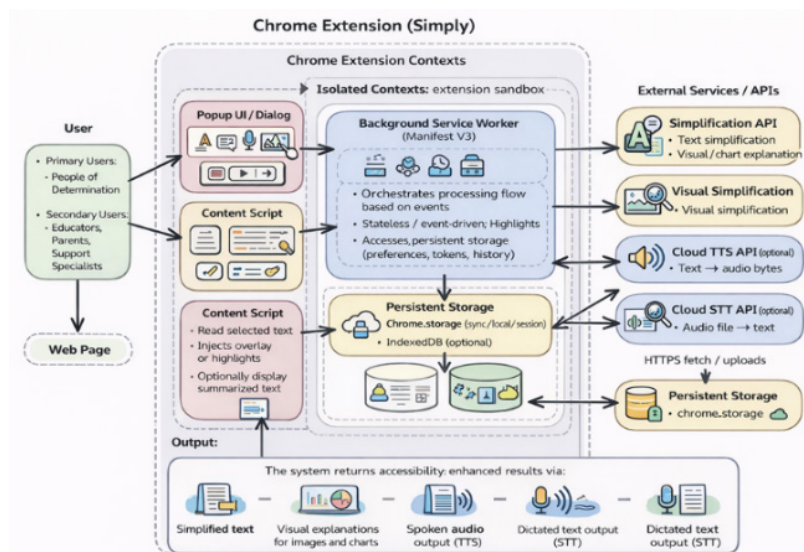 Chrome Extension (Simply)
Chrome Extension Contexts
Isolated Contexts: extension sandbox
User
• Primary Users:
• People of
Determination
• Secondary Users:
• Educators,
Parents,
Support
Specialists
Web Page
Popup UI / Dialog
Content Script
Content Script
• Read selected text
• Injects overlay
or highlights
• Optionally display
summarized text
Background Service Worker
(Manifest V3)
• Orchestrates processing flow
based on events
• Stateless / event-driven; Highlights
• Accesses, persistent storage
(preferences, tokens, history)
Persistent Storage
Chrome.storage (sync/local/session)
• IndexedDB (optional)
External Services / APIs
Simplification API
• Text simplification
• Visual/chart explanation
Visual Simplification
• Visual simplification
Cloud TTS API (optional)
• Text → audio bytes
Cloud STT API (optional)
• Audio file → text
HTTPS fetch / uploads
Persistent Storage
• chrome.storage
Output:
The system returns accessibility: enhanced results via:
Simplified text
Visual explanations
for images and charts
Spoken audio
output (TTS)
Dictated text output
(STT)
Dictated text
output (STT)